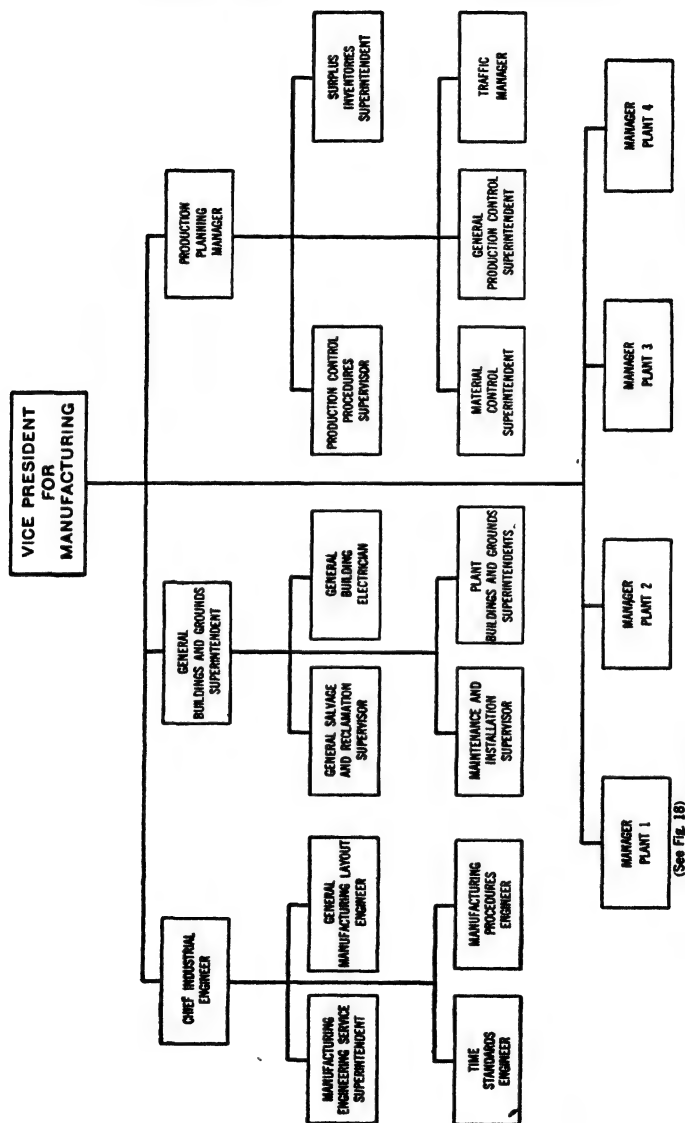 VICE PRESIDENT
FOR
MANUFACTURING
CHIEF INDUSTRIAL
ENGINEER
GENERAL
BUILDINGS AND GROUNDS
SUPERINTENDENT
PRODUCTION
PLANNING
MANAGER
MANUFACTURING
ENGINEERING SERVICE
SUPERINTENDENT
GENERAL
MANUFACTURING LAYOUT
ENGINEER
GENERAL SALVAGE
AND RECLAMATION
SUPERVISOR
GENERAL
BUILDING
ELECTRICIAN
PRODUCTION CONTROL
PROCEDURES
SUPERVISOR
SURPLUS
INVENTORIES
SUPERINTENDENT
TIME
STANDARDS
ENGINEER
MANUFACTURING
PROCEDURES
ENGINEER
MAINTENANCE AND
INSTALLATION
SUPERVISOR
PLANT
BUILDINGS AND GROUNDS
SUPERINTENDENTS
MATERIAL
CONTROL
SUPERINTENDENT
GENERAL
PRODUCTION CONTROL
SUPERINTENDENT
TRAFFIC
MANAGER
MANAGER
PLANT 1
(See Fig. 18)
MANAGER
PLANT 2
MANAGER
PLANT 3
MANAGER
PLANT 4